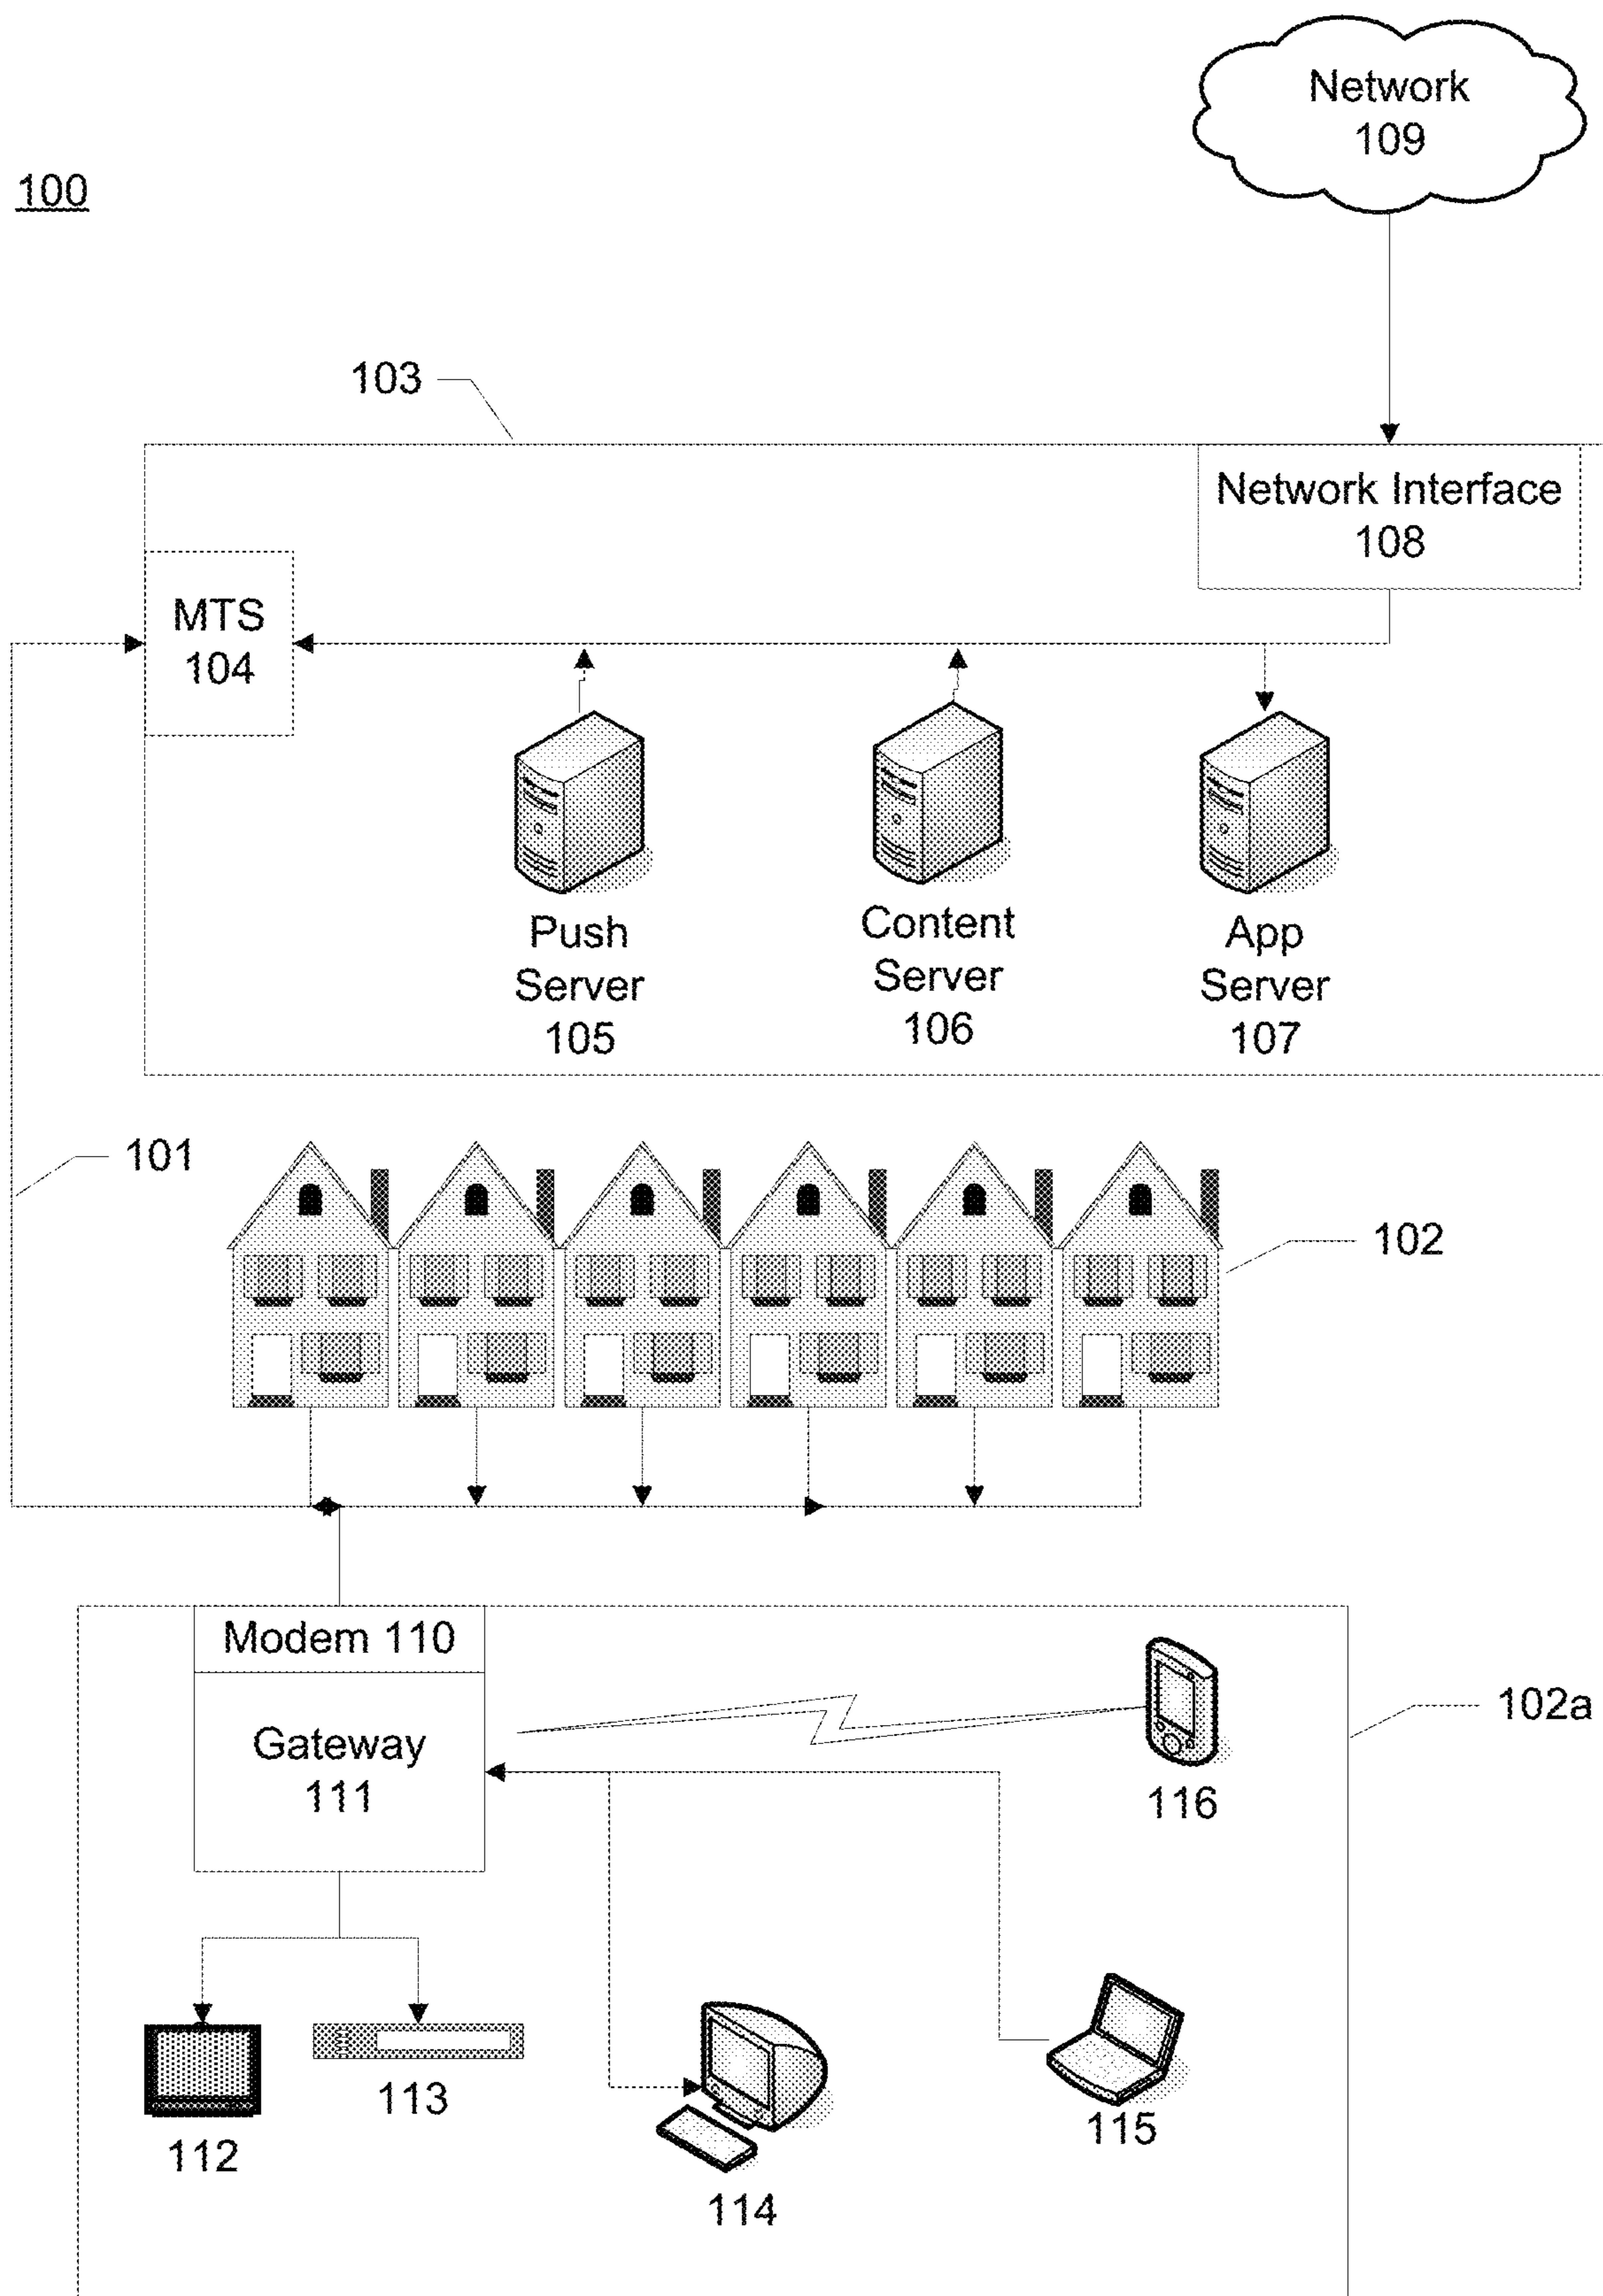 Network
109
100
103
Network Interface
108
MTS
104
Push
Server
105
Content
Server
106
App
Server
107
101
102
Modem 110
Gateway
111
102a
116
112
113
114
115